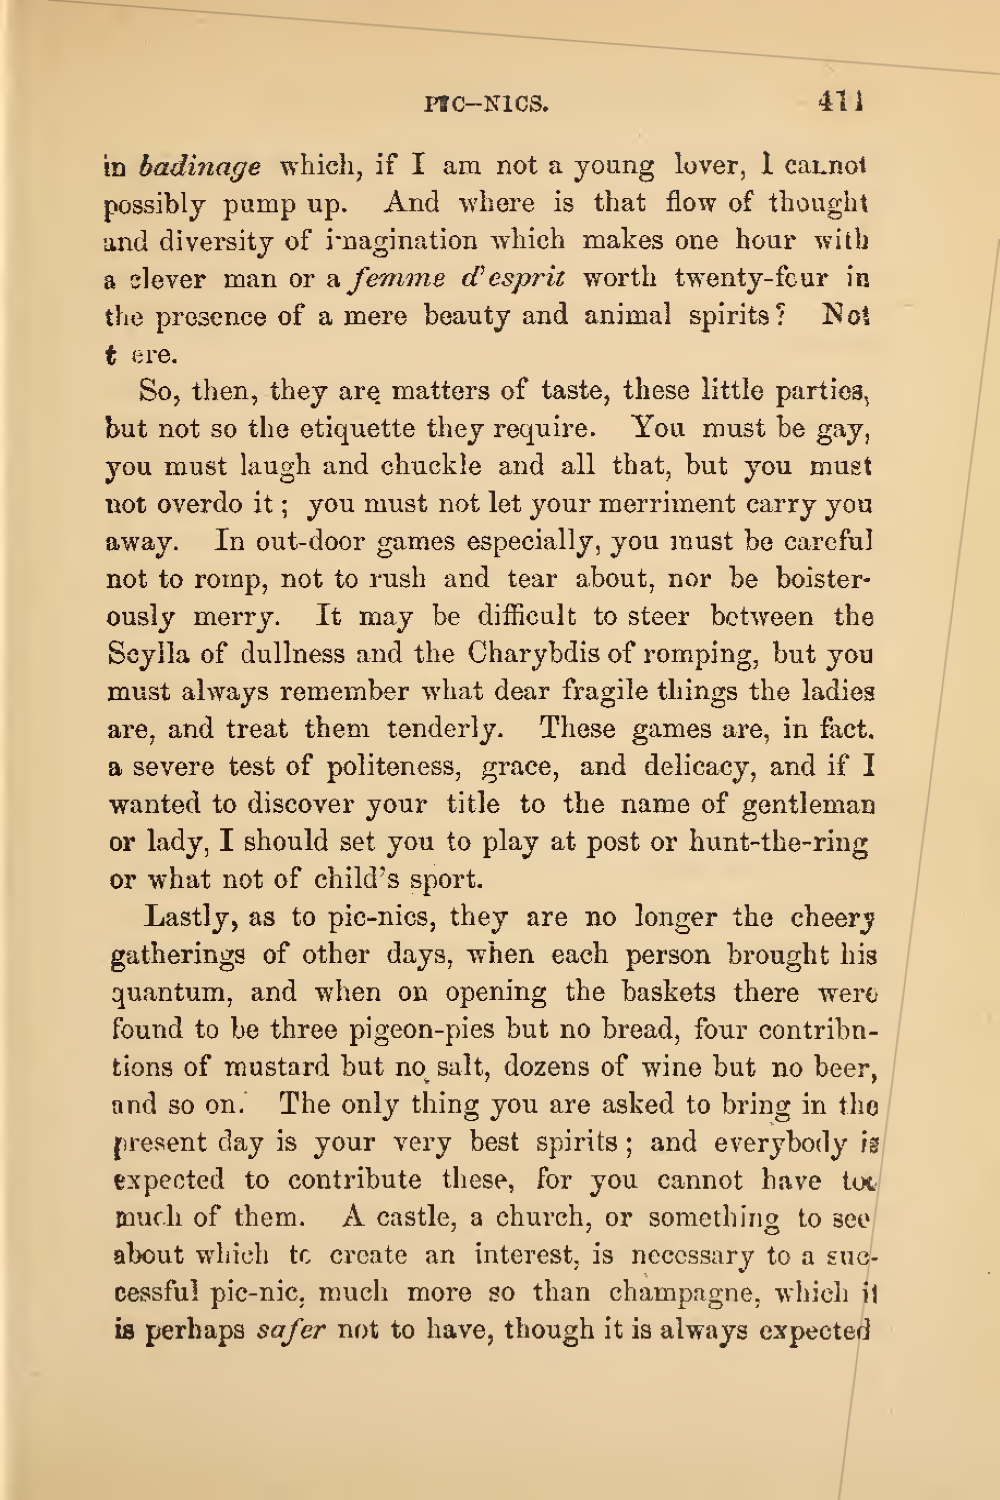 PIC-NICS. 411
in badinage which, if I am not a young lover, I cannot
possibly pump up. And where is that flow of thought
and diversity of imagination which makes one hour with
a clever man or a femme d'esprit worth twenty-four in
the presence of a mere beauty and animal spirits? Not
t ere.
So, then, they are matters of taste, these little parties,
but not so the etiquette they require. You must be gay,
you must laugh and chuckle and all that, but you must
not overdo it; you must not let your merriment carry you
away. In out-door games especially, you must be careful
not to romp, not to rush and tear about, nor be boister-
ously merry. It may be difficult to steer between the
Scylla of dullness and the Charybdis of romping, but you
must always remember what dear fragile things the ladies
are, and treat them tenderly. These games are, in fact.
a severe test of politeness, grace, and delicacy, and if I
wanted to discover your title to the name of gentleman
or lady, I should set you to play at post or hunt-the-ring
or what not of child's sport.
Lastly, as to pic-nics, they are no longer the cheery
gatherings of other days, when each person brought his
quantum, and when on opening the baskets there were
found to be three pigeon-pies but no bread, four contribu-
tions of mustard but no salt, dozens of wine but no beer,
and so on. The only thing you are asked to bring in the
present day is your very best spirits; and everybody is
expected to contribute these, for you cannot have too
much of them. A castle, a church, or something to see
about which to create an interest, is necessary to a suc-
cessful pic-nic, much more so than champagne, which it
is perhaps safer not to have, though it is always expected